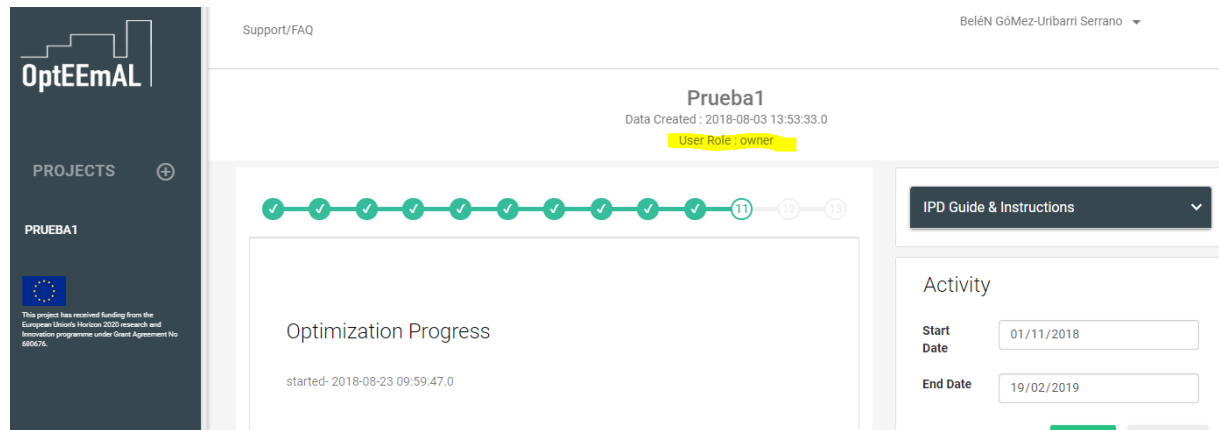 OptEEmAL
PROJECTS
PRUEBA1
This project has received funding from the
European Union's Horizon 2020 research and
Innovation programme under Grant Agreement No
680676.
Support/FAQ
BeléN GóMez-Uribarri Serrano
Prueba1
Data Created : 2018-08-03 13:53:33.0
User Role : owner
11 12 13
Optimization Progress
started- 2018-08-23 09:59:47.0
IPD Guide & Instructions
Activity
Start
Date
01/11/2018
End Date
19/02/2019